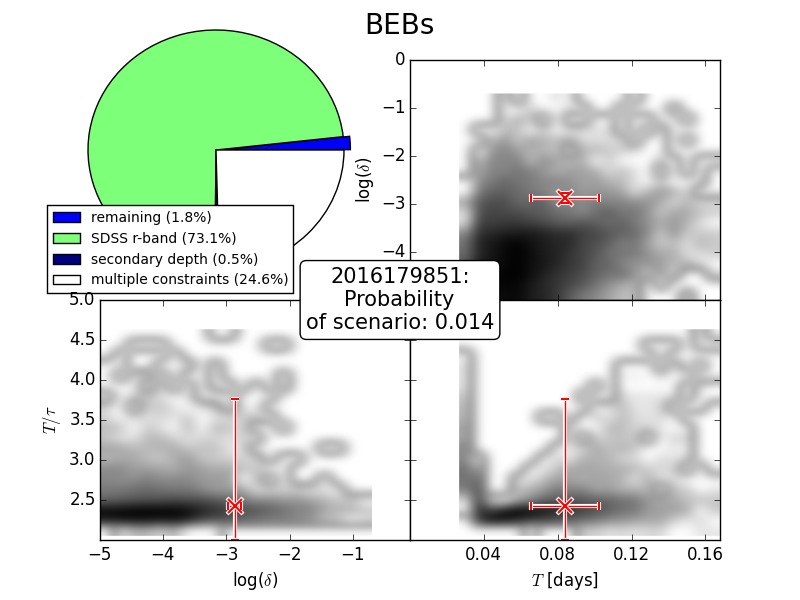 BEBs
remaining (1.8%)
SDSS r-band (73.1%)
secondary depth (0.5%)
multiple constraints (24.6%)
0
−1
−2
−3
−4
log(δ)
2016179851:
Probability
of scenario: 0.014
5.0
4.5
4.0
3.5
3.0
2.5
T/τ
−5 −4 −3 −2 −1
log(δ)
0.04 0.08 0.12 0.16
T [days]